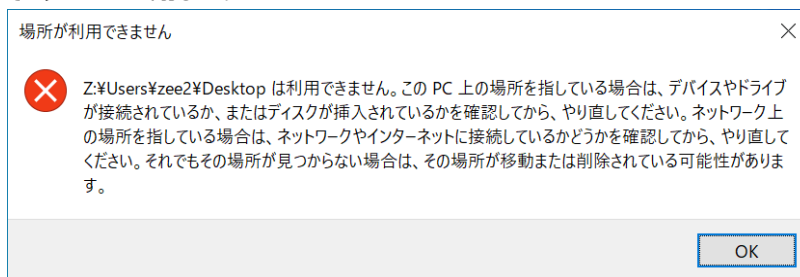 場所が利用できません
Z:¥Users¥zee2¥Desktop は利用できません。この PC 上の場所を指している場合は、デバイスやドライブ
が接続されているか、またはディスクが挿入されているかを確認してから、やり直してください。ネットワーク上
の場所を指している場合は、ネットワークやインターネットに接続しているかどうかを確認してから、やり直して
ください。それでもその場所が見つからない場合は、その場所が移動または削除されている可能性がありま
す。
OK